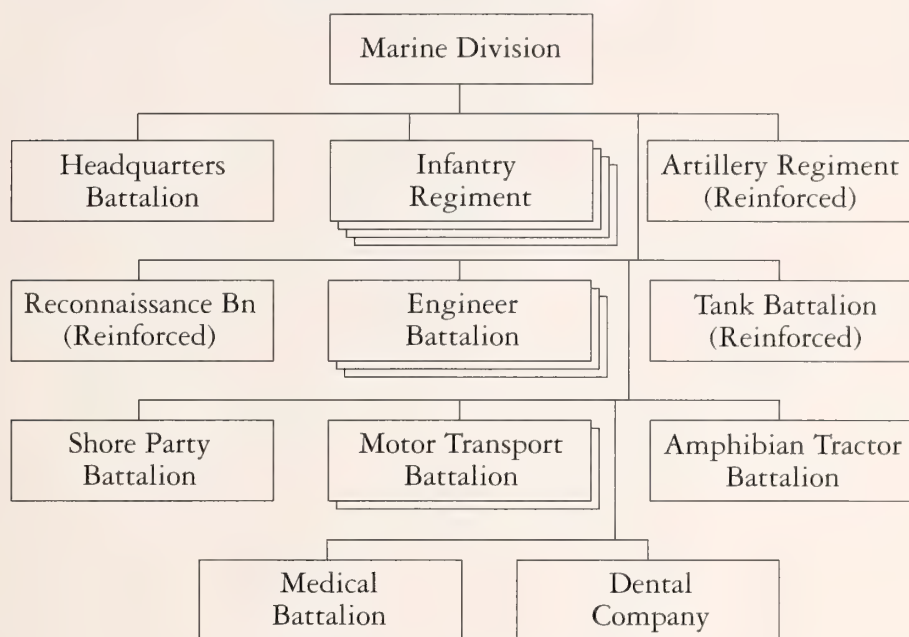 Marine Division
Headquarters
Battalion
Infantry
Regiment
Artillery Regiment
(Reinforced)
Reconnaissance Bn
(Reinforced)
Engineer
Battalion
Tank Battalion
(Reinforced)
Shore Party
Battalion
Motor Transport
Battalion
Amphibian Tractor
Battalion
Medical
Battalion
Dental
Company